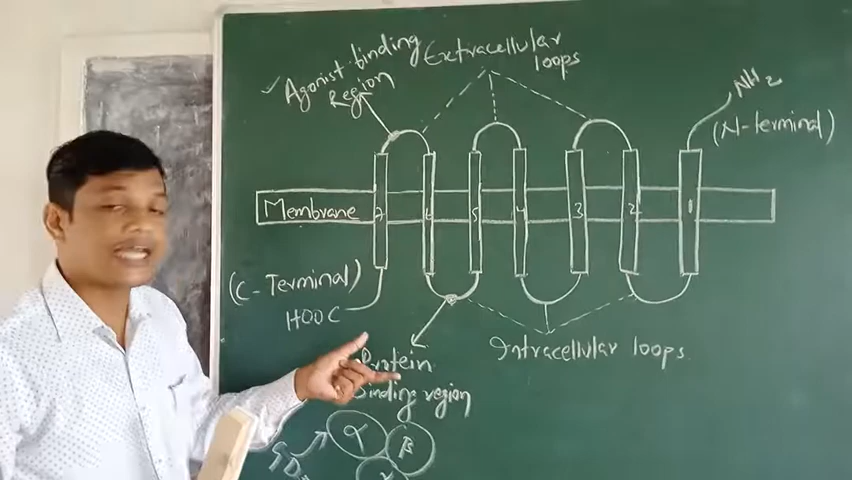 Agonist binding
Region
Extracellular
loops
NH2
(N-terminal)
Membrane
7
6
5
4
3
2
1
(C-Terminal)
HOOC
Protein
Binding region
Intracellular loops
α
β
γ